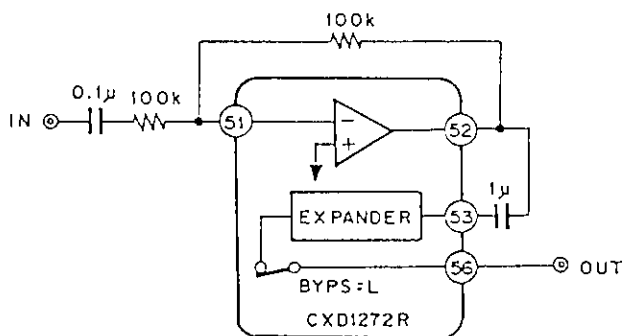 100k
0.1μ
100k
IN
51
52
−
+
1μ
EXPANDER
53
56
OUT
BYPS=L
CXD1272R